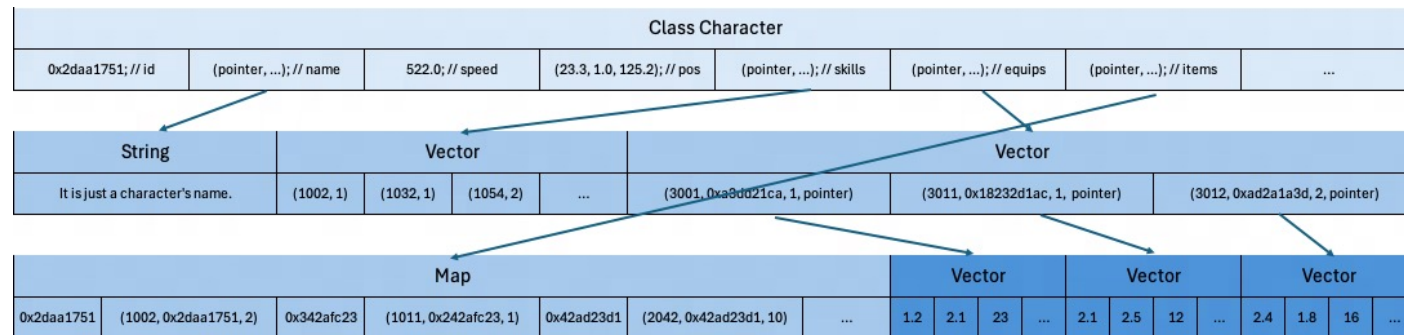 Class Character
0x2daa1751; // id (pointer, ...); // name 522.0; // speed (23.3, 1.0, 125.2); // pos (pointer, ...); // skills (pointer, ...); // equips (pointer, ...); // items ...
String Vector Vector
It is just a character's name. (1002, 1) (1032, 1) (1054, 2) ... (3001, 0xa3dd21ca, 1, pointer) (3011, 0x18232d1ac, 1, pointer) (3012, 0xad2a1a3d, 2, pointer)
Map Vector Vector Vector
0x2daa1751 (1002, 0x2daa1751, 2) 0x342afc23 (1011, 0x242afc23, 1) 0x42ad23d1 (2042, 0x42ad23d1, 10) ... 1.2 2.1 23 ... 2.1 2.5 12 ... 2.4 1.8 16 ...